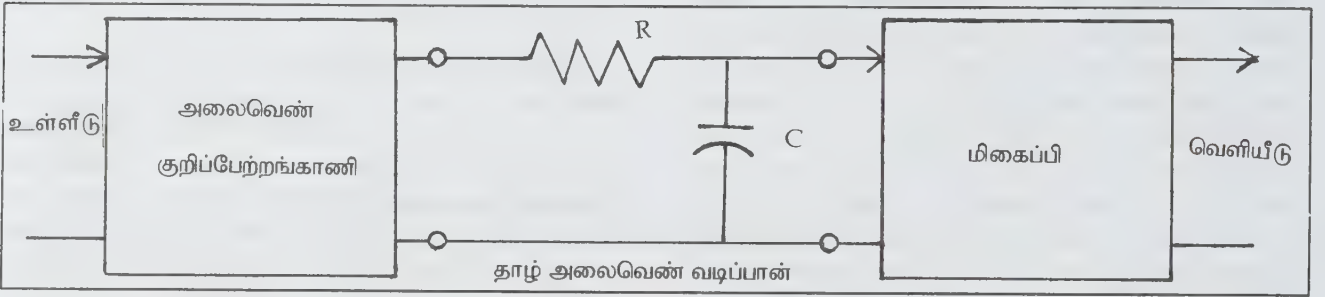 R
உள்ளீடு
அலைவெண்
குறிப்பேற்றங்காணி
C
மிகைப்பி
வெளியீடு
தாழ் அலைவெண் வடிப்பான்